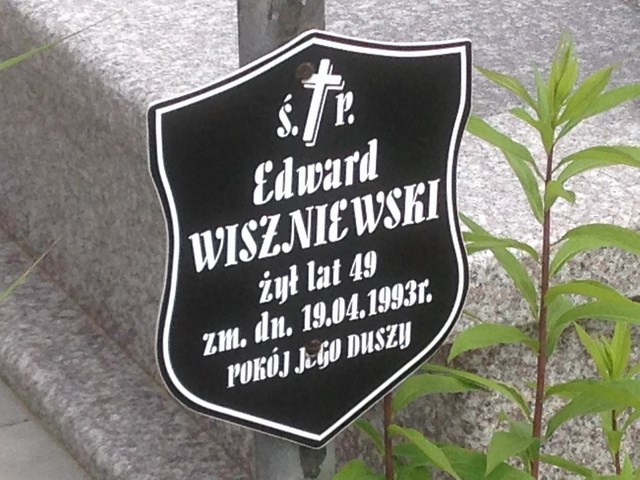 Ś. P.
Edward
WISZNIEWSKI
żył lat 49
zm. dn. 19.04.1993r.
POKÓJ JEGO DUSZY